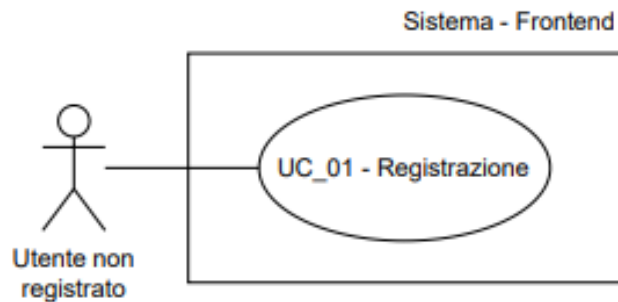 Sistema - Frontend
UC_01 - Registrazione
Utente non
registrato